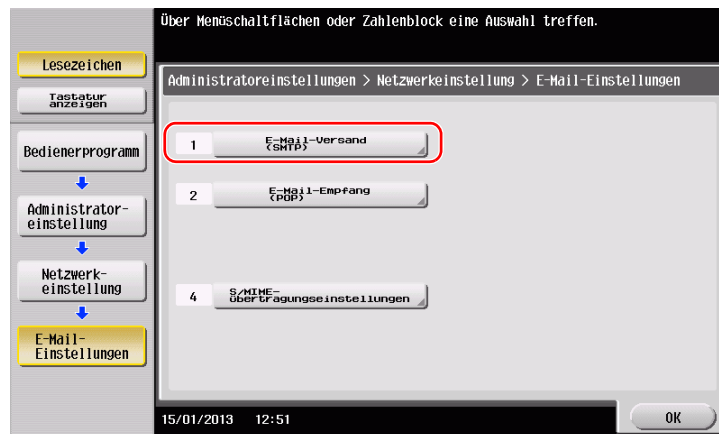 Über Menüschaltflächen oder Zahlenblock eine Auswahl treffen.
Lesezeichen
Tastatur
anzeigen
Bedienerprogramm
Administrator-
einstellung
Netzwerk-
einstellung
E-Mail-
Einstellungen
Administratoreinstellungen > Netzwerkeinstellung > E-Mail-Einstellungen
1 E-Mail-Versand
(SMTP)
2 E-Mail-Empfang
(POP)
4 S/MIME-
übertragungseinstellungen
15/01/2013 12:51
OK